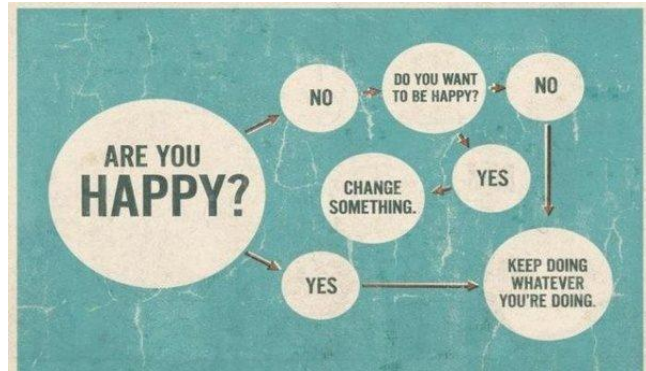 ARE YOU
HAPPY?
NO
DO YOU WANT
TO BE HAPPY?
NO
YES
CHANGE
SOMETHING.
YES
KEEP DOING
WHATEVER
YOU'RE DOING.